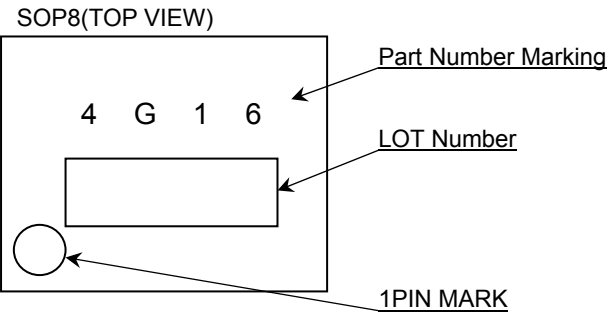 SOP8(TOP VIEW)
Part Number Marking
4 G 1 6
LOT Number
1PIN MARK